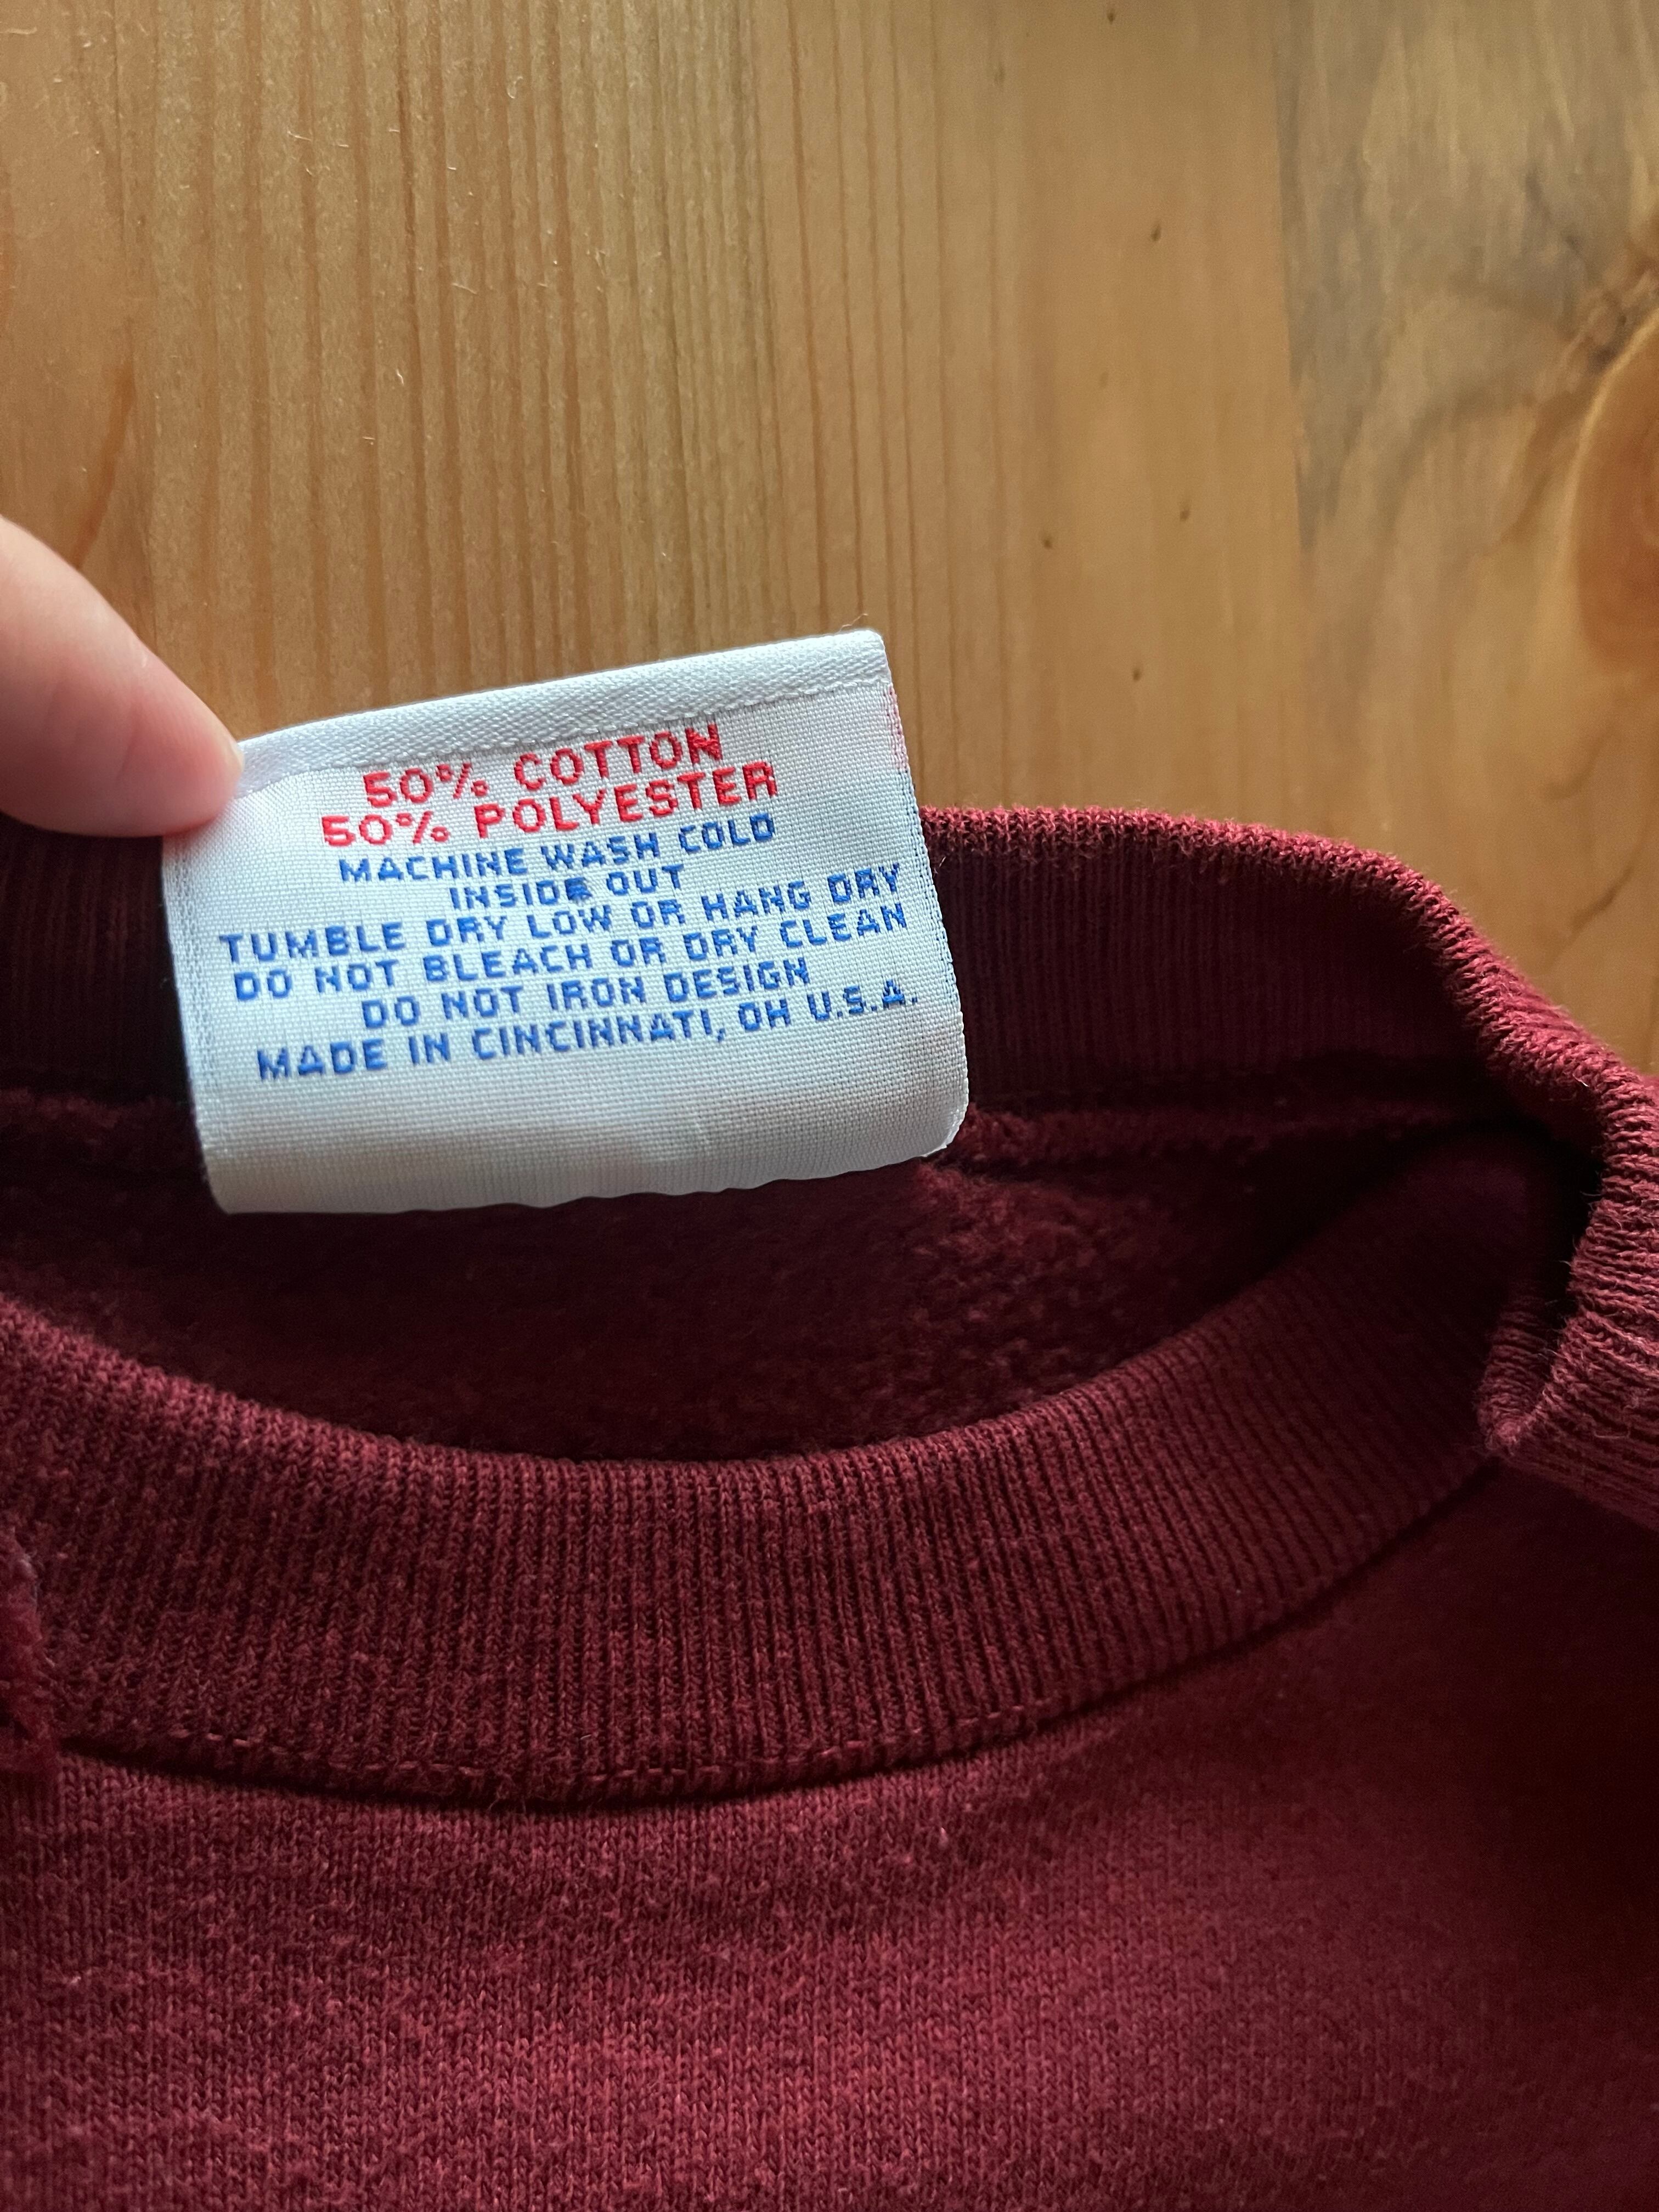 50% COTTON
50% POLYESTER
MACHINE WASH COLD
INSIDE OUT
TUMBLE DRY LOW OR HANG DRY
DO NOT BLEACH OR DRY CLEAN
DO NOT IRON DESIGN
MADE IN CINCINNATI, OH U.S.A.